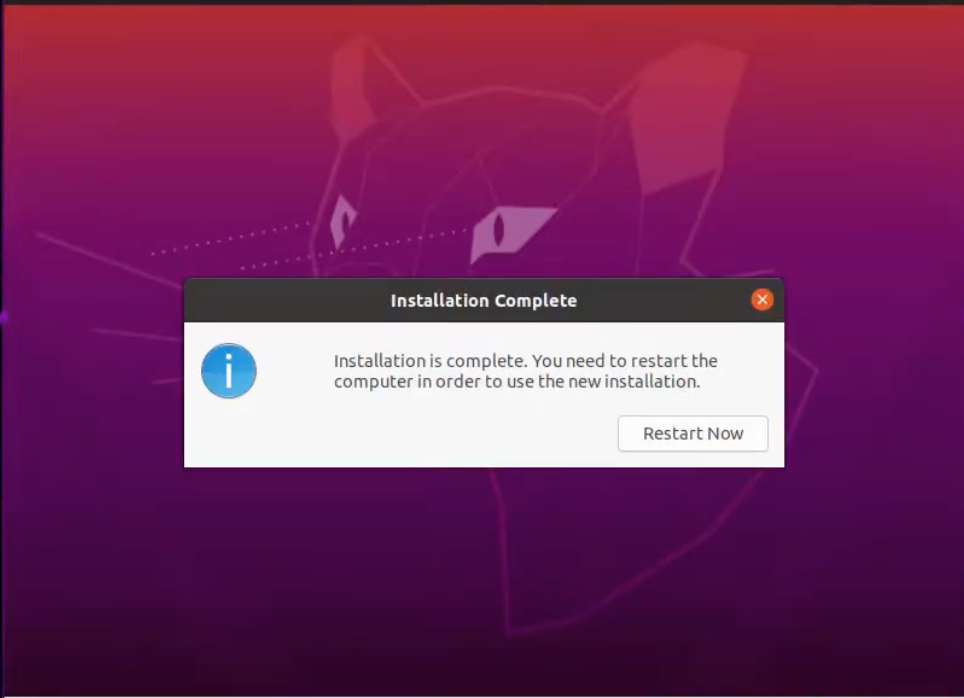 Installation Complete
Installation is complete. You need to restart the
computer in order to use the new installation.
Restart Now